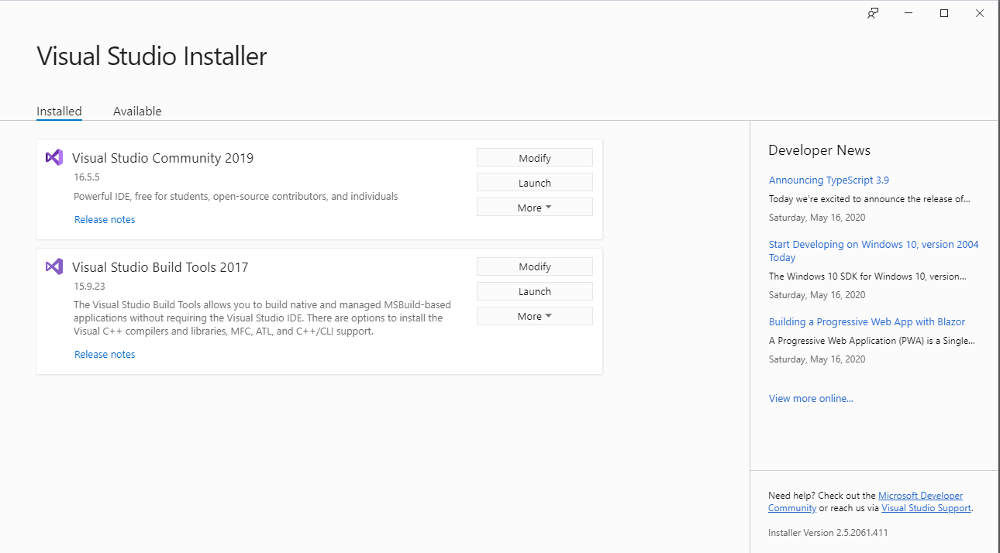 Visual Studio Installer
Installed
Available
Visual Studio Community 2019
16.5.5
Powerful IDE, free for students, open-source contributors, and individuals
Release notes
Modify
Launch
More
Visual Studio Build Tools 2017
15.9.23
The Visual Studio Build Tools allows you to build native and managed MSBuild-based
applications without requiring the Visual Studio IDE. There are options to install the
Visual C++ compilers and libraries, MFC, ATL, and C++/CLI support.
Release notes
Modify
Launch
More
Developer News
Announcing TypeScript 3.9
Today we're excited to announce the release of...
Saturday, May 16, 2020
Start Developing on Windows 10, version 2004
Today
The Windows 10 SDK for Windows 10, version...
Saturday, May 16, 2020
Building a Progressive Web App with Blazor
A Progressive Web Application (PWA) is a Single...
Saturday, May 16, 2020
View more online...
Need help? Check out the Microsoft Developer
Community or reach us via Visual Studio Support.
Installer Version 2.5.2061.411